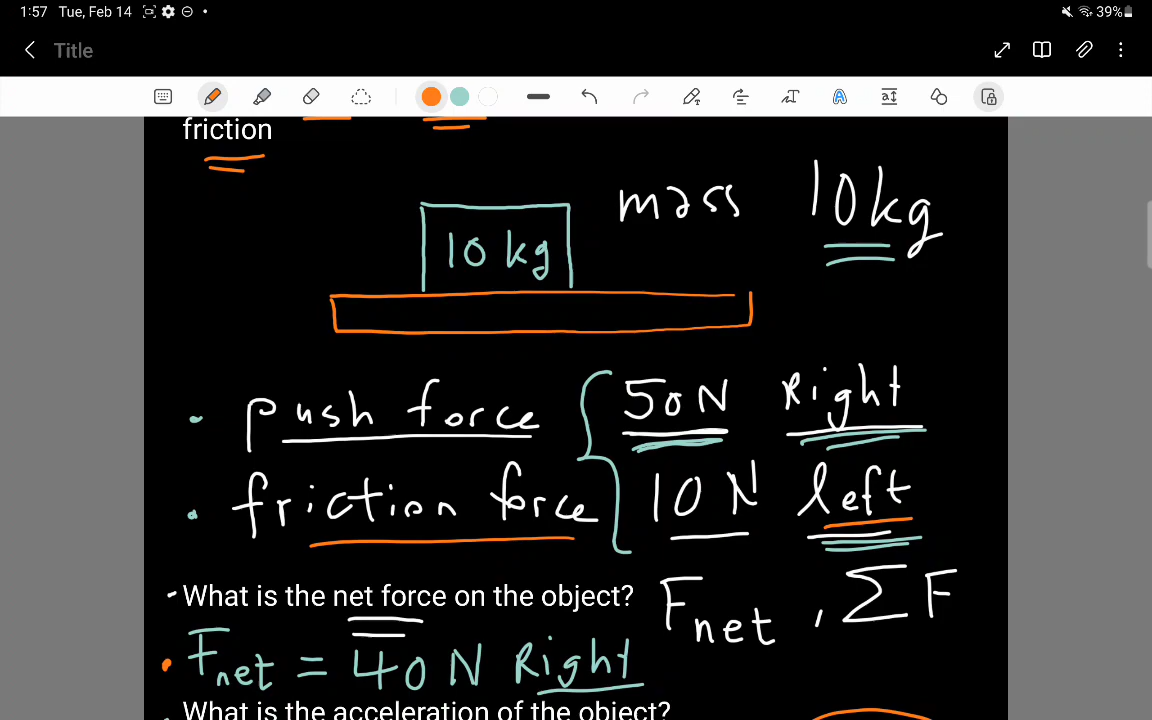 1:57 Tue, Feb 14 39%
Title
friction
mass 10kg
10 kg
• push force 50N Right
• friction force 10 N left
- What is the net force on the object? Fnet , ΣF
• Fnet = 40 N Right
What is the acceleration of the object?